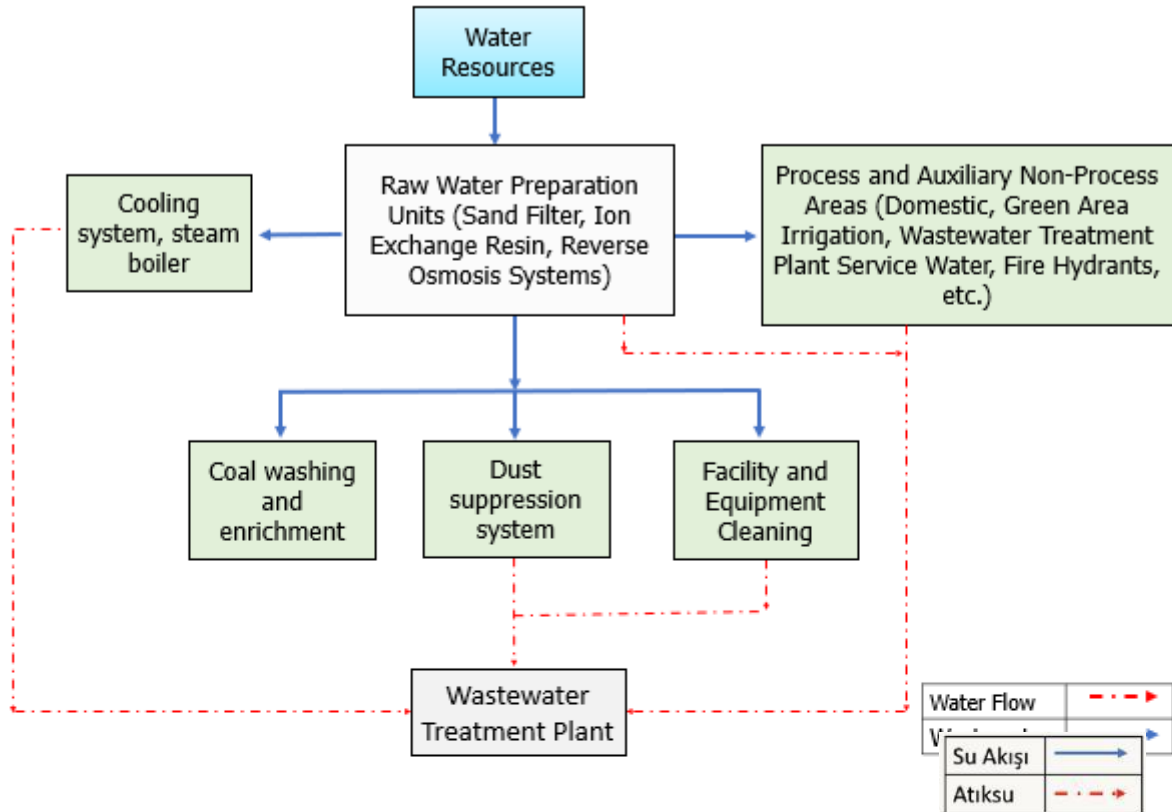 Water
Resources
Raw Water Preparation
Units (Sand Filter, Ion
Exchange Resin, Reverse
Osmosis Systems)
Cooling
system, steam
boiler
Process and Auxiliary Non-Process
Areas (Domestic, Green Area
Irrigation, Wastewater Treatment
Plant Service Water, Fire Hydrants,
etc.)
Coal washing
and
enrichment
Dust
suppression
system
Facility and
Equipment
Cleaning
Wastewater
Treatment Plant
Water Flow
Su Akışı
Atıksu